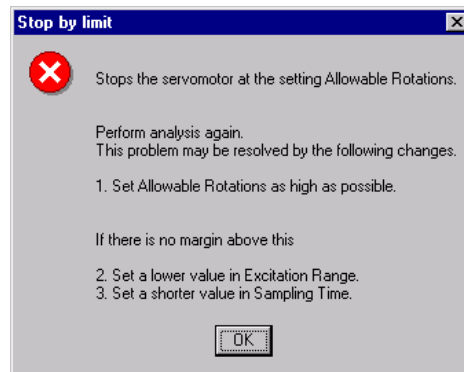 Stop by limit
Stops the servomotor at the setting Allowable Rotations.
Perform analysis again.
This problem may be resolved by the following changes.
1. Set Allowable Rotations as high as possible.
If there is no margin above this
2. Set a lower value in Excitation Range.
3. Set a shorter value in Sampling Time.
OK